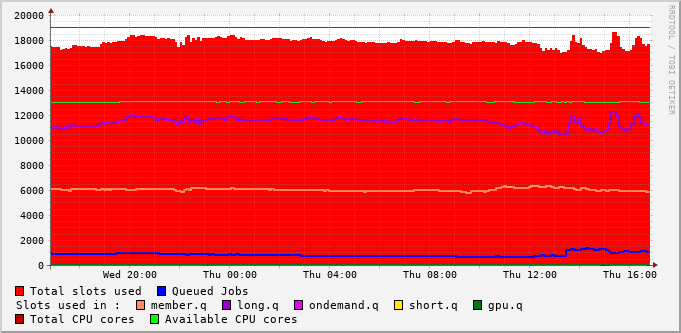 20000
18000
16000
14000
12000
10000
8000
6000
4000
2000
0
Wed 20:00 Thu 00:00 Thu 04:00 Thu 08:00 Thu 12:00 Thu 16:00
Total slots used Queued Jobs
Slots used in : member.q long.q ondemand.q short.q gpu.q
Total CPU cores Available CPU cores
RRDTOOL / TOBI OETIKER